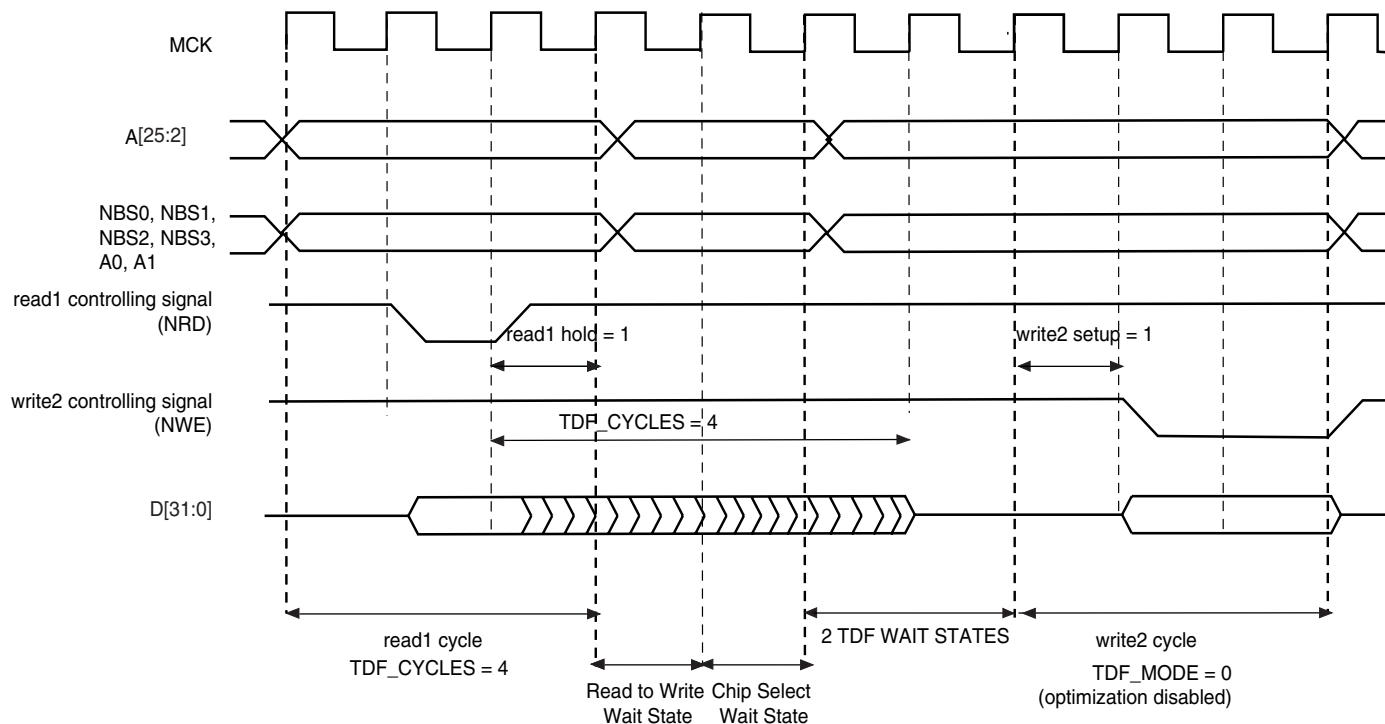 MCK
A[25:2]
NBS0, NBS1,
NBS2, NBS3,
A0, A1
read1 controlling signal
(NRD)
read1 hold = 1
write2 setup = 1
write2 controlling signal
(NWE)
TDF_CYCLES = 4
D[31:0]
read1 cycle
TDF_CYCLES = 4
2 TDF WAIT STATES
write2 cycle
TDF_MODE = 0
(optimization disabled)
Read to Write
Wait State
Chip Select
Wait State